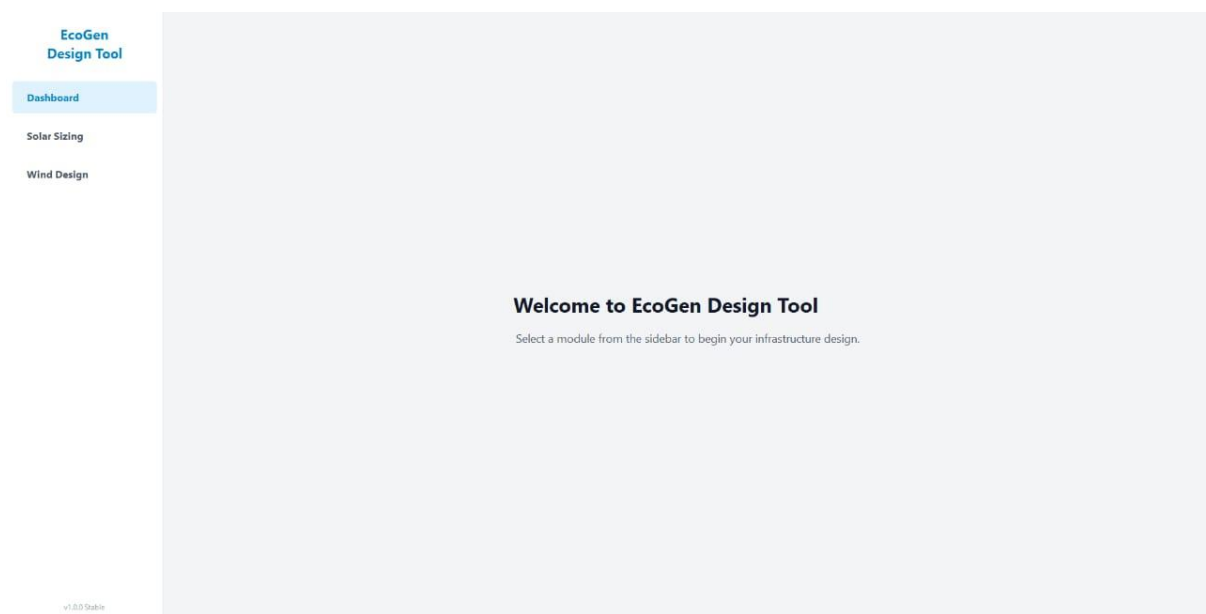 EcoGen
Design Tool
Dashboard
Solar Sizing
Wind Design
Welcome to EcoGen Design Tool
Select a module from the sidebar to begin your infrastructure design.
v1.0.0 Stable